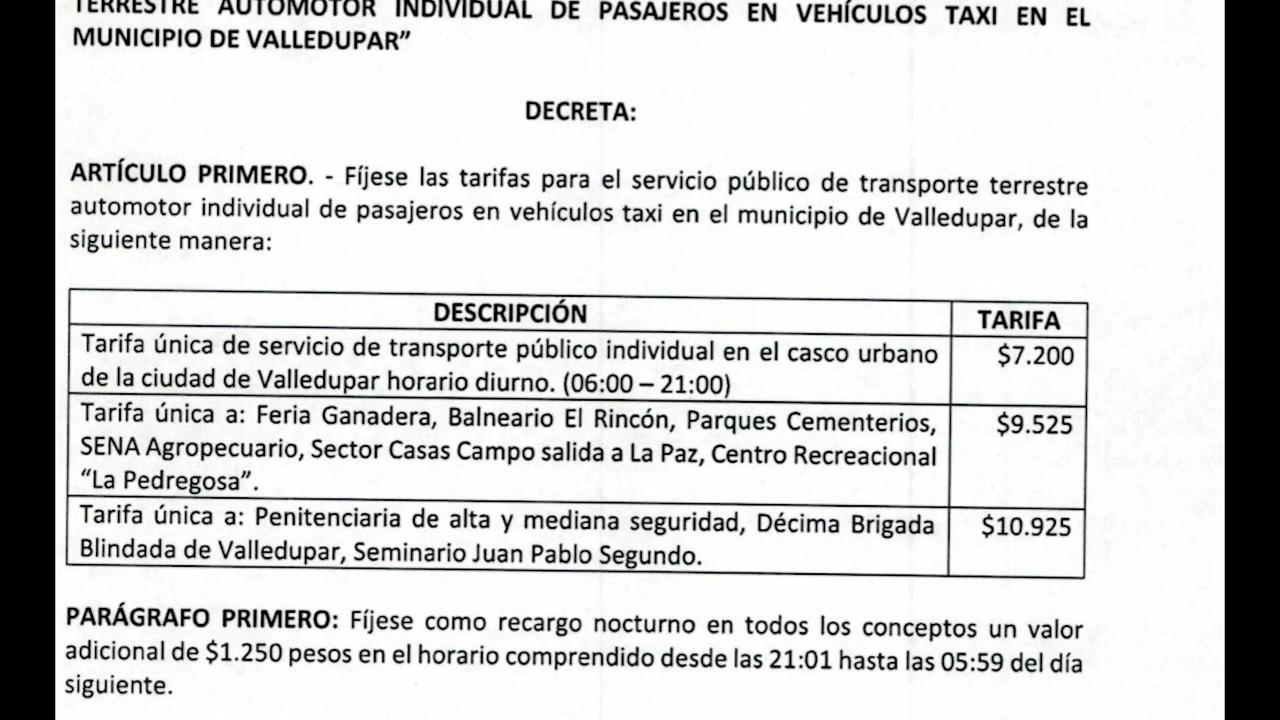 TERRESTRE AUTOMOTOR INDIVIDUAL DE PASAJEROS EN VEHÍCULOS TAXI EN EL
MUNICIPIO DE VALLEDUPAR”
DECRETA:
ARTÍCULO PRIMERO. - Fíjese las tarifas para el servicio público de transporte terrestre
automotor individual de pasajeros en vehículos taxi en el municipio de Valledupar, de la
siguiente manera:
DESCRIPCIÓN TARIFA
Tarifa única de servicio de transporte público individual en el casco urbano $7.200
de la ciudad de Valledupar horario diurno. (06:00 – 21:00)
Tarifa única a: Feria Ganadera, Balneario El Rincón, Parques Cementerios, $9.525
SENA Agropecuario, Sector Casas Campo salida a La Paz, Centro Recreacional
“La Pedregosa”.
Tarifa única a: Penitenciaria de alta y mediana seguridad, Décima Brigada $10.925
Blindada de Valledupar, Seminario Juan Pablo Segundo.
PARÁGRAFO PRIMERO: Fíjese como recargo nocturno en todos los conceptos un valor
adicional de $1.250 pesos en el horario comprendido desde las 21:01 hasta las 05:59 del día
siguiente.